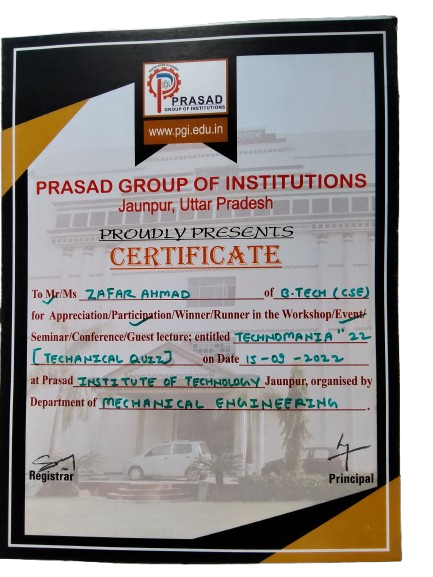 PRASAD
GROUP OF INSTITUTIONS
www.pgi.edu.in
PRASAD GROUP OF INSTITUTIONS
Jaunpur, Uttar Pradesh
PROUDLY PRESENTS
CERTIFICATE
To Mr/Ms ZAFAR AHMAD of B.TECH (CSE)
for Appreciation/Participation/Winner/Runner in the Workshop/Event/
Seminar/Conference/Guest lecture; entitled TECHNOMANIA" 22
[TECHANICAL QUIZ] on Date 15-09-2022
at Prasad INSTITUTE OF TECHNOLOGY Jaunpur, organised by
Department of MECHANICAL ENGINEERING.
Registrar Principal